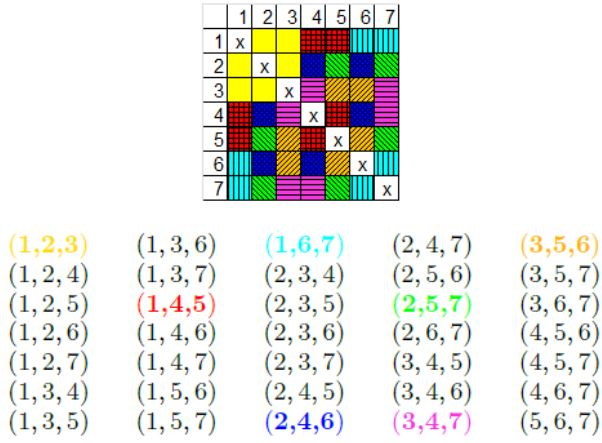 1 2 3 4 5 6 7
1 x
2 x
3 x
4 x
5 x
6 x
7 x
(1,2,3) (1, 3, 6) (1,6,7) (2, 4, 7) (3,5,6)
(1, 2, 4) (1, 3, 7) (2, 3, 4) (2, 5, 6) (3, 5, 7)
(1, 2, 5) (1,4,5) (2, 3, 5) (2,5,7) (3, 6, 7)
(1, 2, 6) (1, 4, 6) (2, 3, 6) (2, 6, 7) (4, 5, 6)
(1, 2, 7) (1, 4, 7) (2, 3, 7) (3, 4, 5) (4, 5, 7)
(1, 3, 4) (1, 5, 6) (2, 4, 5) (3, 4, 6) (4, 6, 7)
(1, 3, 5) (1, 5, 7) (2,4,6) (3,4,7) (5, 6, 7)